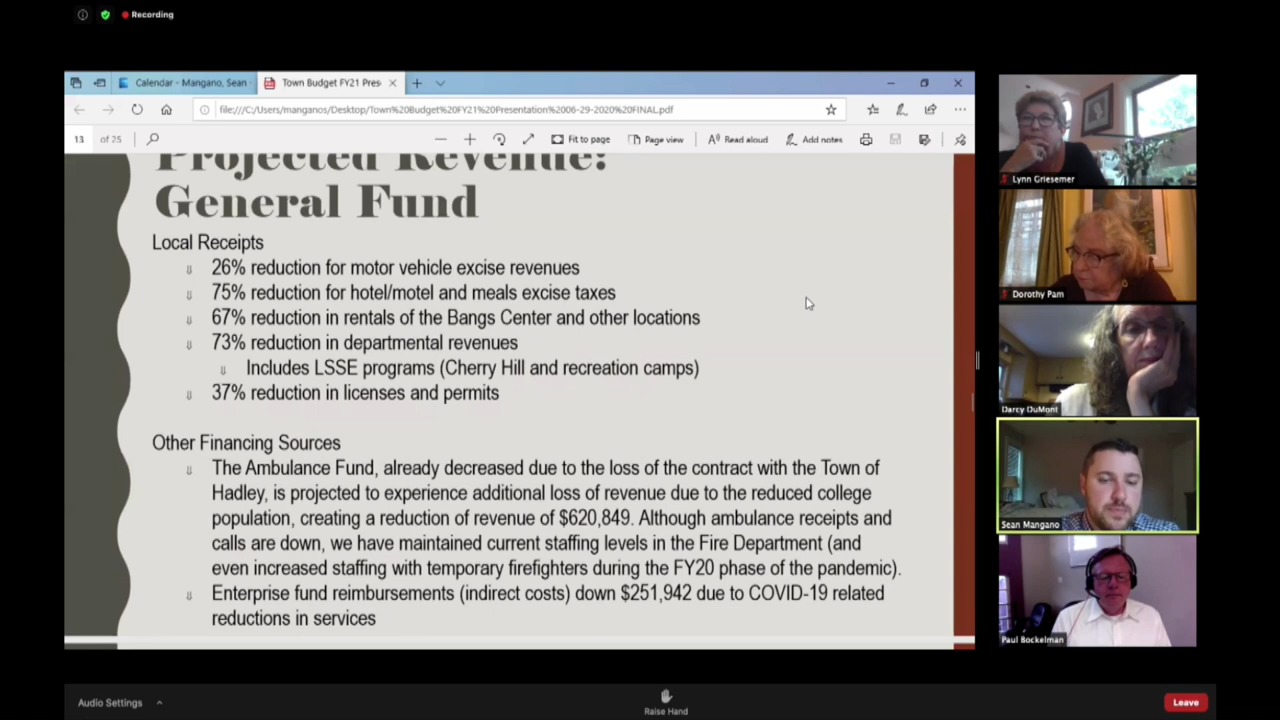 Recording
Calendar - Mangano, Sean
Town Budget FY21 Pres
file:///C:/Users/manganos/Desktop/Town%20Budget%20FY21%20Presentation%2006-29-2020%20FINAL.pdf
13 of 25
Fit to page
Page view
Read aloud
Add notes
Projected Revenue:
General Fund
Local Receipts
26% reduction for motor vehicle excise revenues
75% reduction for hotel/motel and meals excise taxes
67% reduction in rentals of the Bangs Center and other locations
73% reduction in departmental revenues
Includes LSSE programs (Cherry Hill and recreation camps)
37% reduction in licenses and permits
Other Financing Sources
The Ambulance Fund, already decreased due to the loss of the contract with the Town of
Hadley, is projected to experience additional loss of revenue due to the reduced college
population, creating a reduction of revenue of $620,849. Although ambulance receipts and
calls are down, we have maintained current staffing levels in the Fire Department (and
even increased staffing with temporary firefighters during the FY20 phase of the pandemic).
Enterprise fund reimbursements (indirect costs) down $251,942 due to COVID-19 related
reductions in services
Lynn Griesemer
Dorothy Pam
Darcy DuMont
Sean Mangano
Paul Bockelman
Audio Settings
Raise Hand
Leave